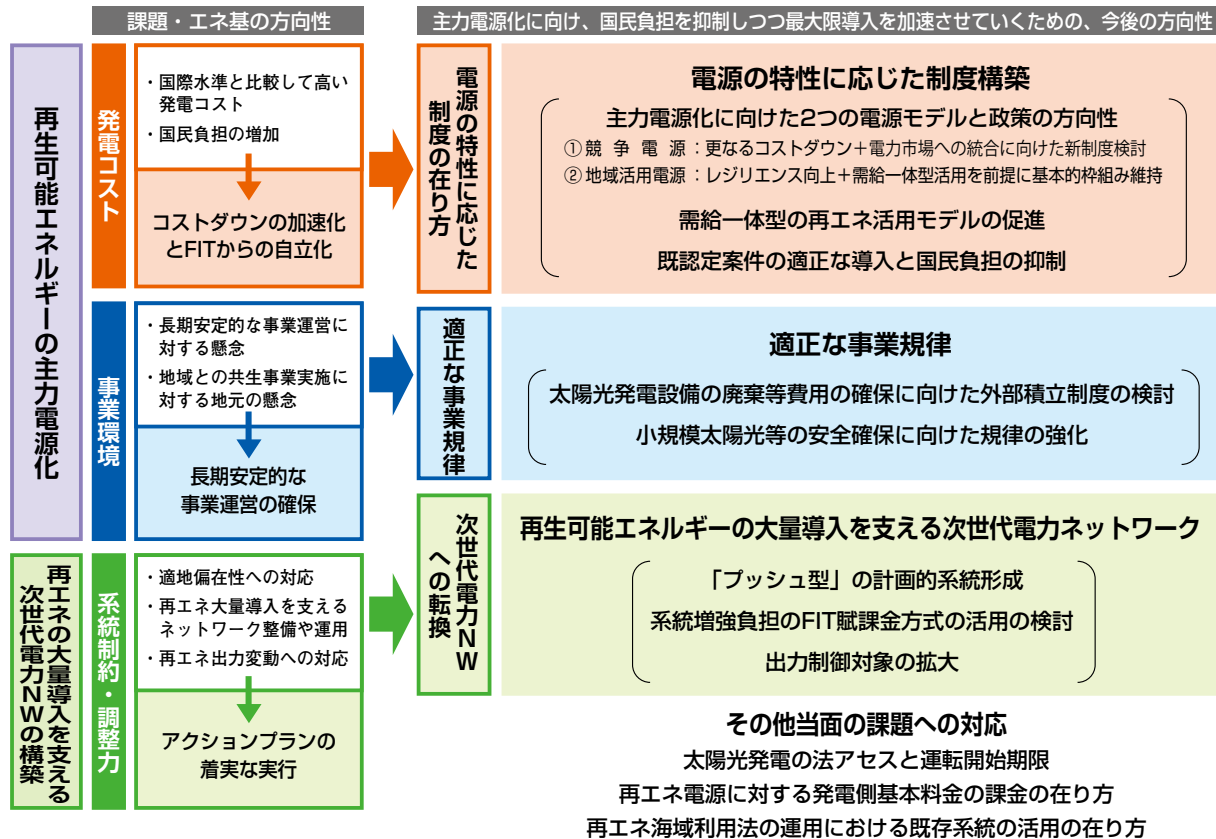 課題・エネ基の方向性
主力電源化に向け、国民負担を抑制しつつ最大限導入を加速させていくための、今後の方向性
再生可能エネルギーの主力電源化
発電コスト
・国際水準と比較して高い
発電コスト
・国民負担の増加
コストダウンの加速化
とFITからの自立化
電源の特性に応じた
制度の在り方
電源の特性に応じた制度構築
主力電源化に向けた2つの電源モデルと政策の方向性
①競争電源：更なるコストダウン＋電力市場への統合に向けた新制度検討
②地域活用電源：レジリエンス向上＋需給一体型活用を前提に基本的枠組み維持
需給一体型の再エネ活用モデルの促進
既認定案件の適正な導入と国民負担の抑制
事業環境
・長期安定的な事業運営に
対する懸念
・地域との共生事業実施に
対する地元の懸念
長期安定的な
事業運営の確保
適正な事業規律
適正な事業規律
太陽光発電設備の廃棄等費用の確保に向けた外部積立制度の検討
小規模太陽光等の安全確保に向けた規律の強化
再エネの大量導入を支える
次世代電力NWの構築
系統制約・調整力
・適地偏在性への対応
・再エネ大量導入を支える
ネットワーク整備や運用
・再エネ出力変動への対応
アクションプランの
着実な実行
次世代電力NW
への転換
再生可能エネルギーの大量導入を支える次世代電力ネットワーク
「プッシュ型」の計画的系統形成
系統増強負担のFIT賦課金方式の活用の検討
出力制御対象の拡大
その他当面の課題への対応
太陽光発電の法アセスと運転開始期限
再エネ電源に対する発電側基本料金の課金の在り方
再エネ海域利用法の運用における既存系統の活用の在り方